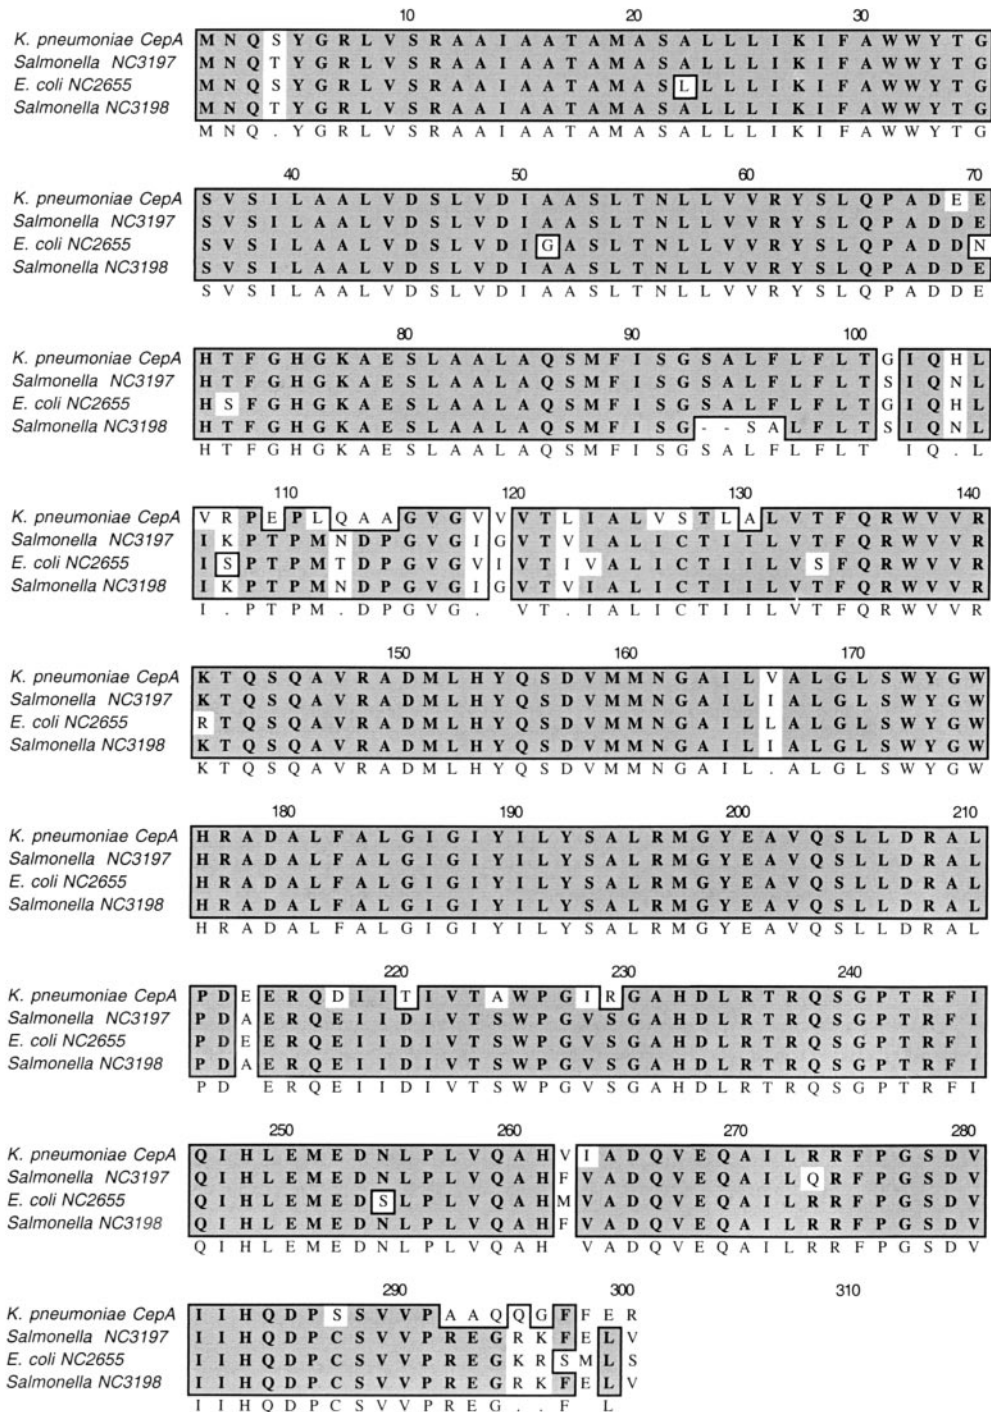 10 20 30
K. pneumoniae CepA M N Q S Y G R L V S R A A I A A T A M A S A L L L I K I F A W W Y T G
Salmonella NC3197 M N Q T Y G R L V S R A A I A A T A M A S A L L L I K I F A W W Y T G
E. coli NC2655 M N Q S Y G R L V S R A A I A A T A M A S L L L L I K I F A W W Y T G
Salmonella NC3198 M N Q T Y G R L V S R A A I A A T A M A S A L L L I K I F A W W Y T G
M N Q . Y G R L V S R A A I A A T A M A S A L L L I K I F A W W Y T G
40 50 60 70
K. pneumoniae CepA S V S I L A A L V D S L V D I A A S L T N L L V V R Y S L Q P A D E E
Salmonella NC3197 S V S I L A A L V D S L V D I A A S L T N L L V V R Y S L Q P A D D E
E. coli NC2655 S V S I L A A L V D S L V D I G A S L T N L L V V R Y S L Q P A D D N
Salmonella NC3198 S V S I L A A L V D S L V D I A A S L T N L L V V R Y S L Q P A D D E
S V S I L A A L V D S L V D I A A S L T N L L V V R Y S L Q P A D D E
80 90 100
K. pneumoniae CepA H T F G H G K A E S L A A L A Q S M F I S G S A L F L F L T G I Q H L
Salmonella NC3197 H T F G H G K A E S L A A L A Q S M F I S G S A L F L F L T S I Q N L
E. coli NC2655 H S F G H G K A E S L A A L A Q S M F I S G S A L F L F L T G I Q H L
Salmonella NC3198 H T F G H G K A E S L A A L A Q S M F I S G - - S A L F L T S I Q N L
H T F G H G K A E S L A A L A Q S M F I S G S A L F L F L T I Q . L
110 120 130 140
K. pneumoniae CepA V R P E P L Q A A G V G V V V T L I A L V S T L A L V T F Q R W V V R
Salmonella NC3197 I K P T P M N D P G V G I G V T V I A L I C T I I L V T F Q R W V V R
E. coli NC2655 I S P T P M T D P G V G V I V T I V A L I C T I I L V S F Q R W V V R
Salmonella NC3198 I K P T P M N D P G V G I G V T V I A L I C T I I L V T F Q R W V V R
I . P T P M . D P G V G . V T . I A L I C T I I L V T F Q R W V V R
150 160 170
K. pneumoniae CepA K T Q S Q A V R A D M L H Y Q S D V M M N G A I L V A L G L S W Y G W
Salmonella NC3197 K T Q S Q A V R A D M L H Y Q S D V M M N G A I L I A L G L S W Y G W
E. coli NC2655 R T Q S Q A V R A D M L H Y Q S D V M M N G A I L L A L G L S W Y G W
Salmonella NC3198 K T Q S Q A V R A D M L H Y Q S D V M M N G A I L I A L G L S W Y G W
K T Q S Q A V R A D M L H Y Q S D V M M N G A I L . A L G L S W Y G W
180 190 200 210
K. pneumoniae CepA H R A D A L F A L G I G I Y I L Y S A L R M G Y E A V Q S L L D R A L
Salmonella NC3197 H R A D A L F A L G I G I Y I L Y S A L R M G Y E A V Q S L L D R A L
E. coli NC2655 H R A D A L F A L G I G I Y I L Y S A L R M G Y E A V Q S L L D R A L
Salmonella NC3198 H R A D A L F A L G I G I Y I L Y S A L R M G Y E A V Q S L L D R A L
H R A D A L F A L G I G I Y I L Y S A L R M G Y E A V Q S L L D R A L
220 230 240
K. pneumoniae CepA P D E E R Q D I I T I V T A W P G I R G A H D L R T R Q S G P T R F I
Salmonella NC3197 P D A E R Q E I I D I V T S W P G V S G A H D L R T R Q S G P T R F I
E. coli NC2655 P D E E R Q E I I D I V T S W P G V S G A H D L R T R Q S G P T R F I
Salmonella NC3198 P D A E R Q E I I D I V T S W P G V S G A H D L R T R Q S G P T R F I
P D E R Q E I I D I V T S W P G V S G A H D L R T R Q S G P T R F I
250 260 270 280
K. pneumoniae CepA Q I H L E M E D N L P L V Q A H V I A D Q V E Q A I L R R F P G S D V
Salmonella NC3197 Q I H L E M E D N L P L V Q A H F V A D Q V E Q A I L Q R F P G S D V
E. coli NC2655 Q I H L E M E D S L P L V Q A H M V A D Q V E Q A I L R R F P G S D V
Salmonella NC3198 Q I H L E M E D N L P L V Q A H F V A D Q V E Q A I L R R F P G S D V
Q I H L E M E D N L P L V Q A H V A D Q V E Q A I L R R F P G S D V
290 300 310
K. pneumoniae CepA I I H Q D P S S V V P A A Q Q G F F E R
Salmonella NC3197 I I H Q D P C S V V P R E G R K F E L V
E. coli NC2655 I I H Q D P C S V V P R E G K R S M L S
Salmonella NC3198 I I H Q D P C S V V P R E G R K F E L V
I I H Q D P C S V V P R E G . . F L